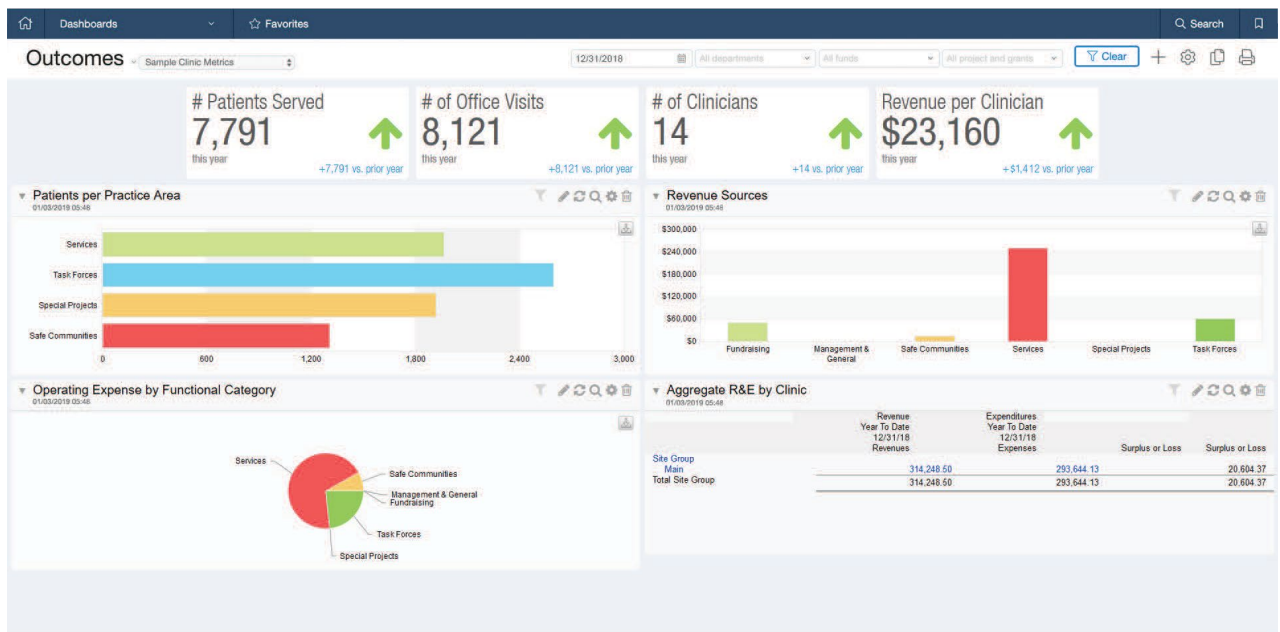 Dashboards
Favorites
Search
Outcomes
Sample Clinic Metrics
12/31/2018
All departments
All funds
All project and grants
Clear
# Patients Served
7,791
this year
+7,791 vs. prior year
# of Office Visits
8,121
this year
+8,121 vs. prior year
# of Clinicians
14
this year
+14 vs. prior year
Revenue per Clinician
$23,160
this year
+$1,412 vs. prior year
Patients per Practice Area
01/03/2019 05:46
Services
Task Forces
Special Projects
Safe Communities
0 600 1,200 1,800 2,400 3,000
Revenue Sources
01/03/2019 05:46
$300,000
$240,000
$180,000
$120,000
$60,000
$0
Fundraising Management & Safe Communities Services Special Projects Task Forces
General
Operating Expense by Functional Category
01/03/2019 05:46
Services
Safe Communities
Management & General
Fundraising
Task Forces
Special Projects
Aggregate R&E by Clinic
01/03/2019 05:46
Revenue Expenditures
Year To Date Year To Date
12/31/18 12/31/18
Revenues Expenses Surplus or Loss Surplus or Loss
Site Group
Main 314,248.50 293,644.13 20,604.37
Total Site Group 314,248.50 293,644.13 20,604.37